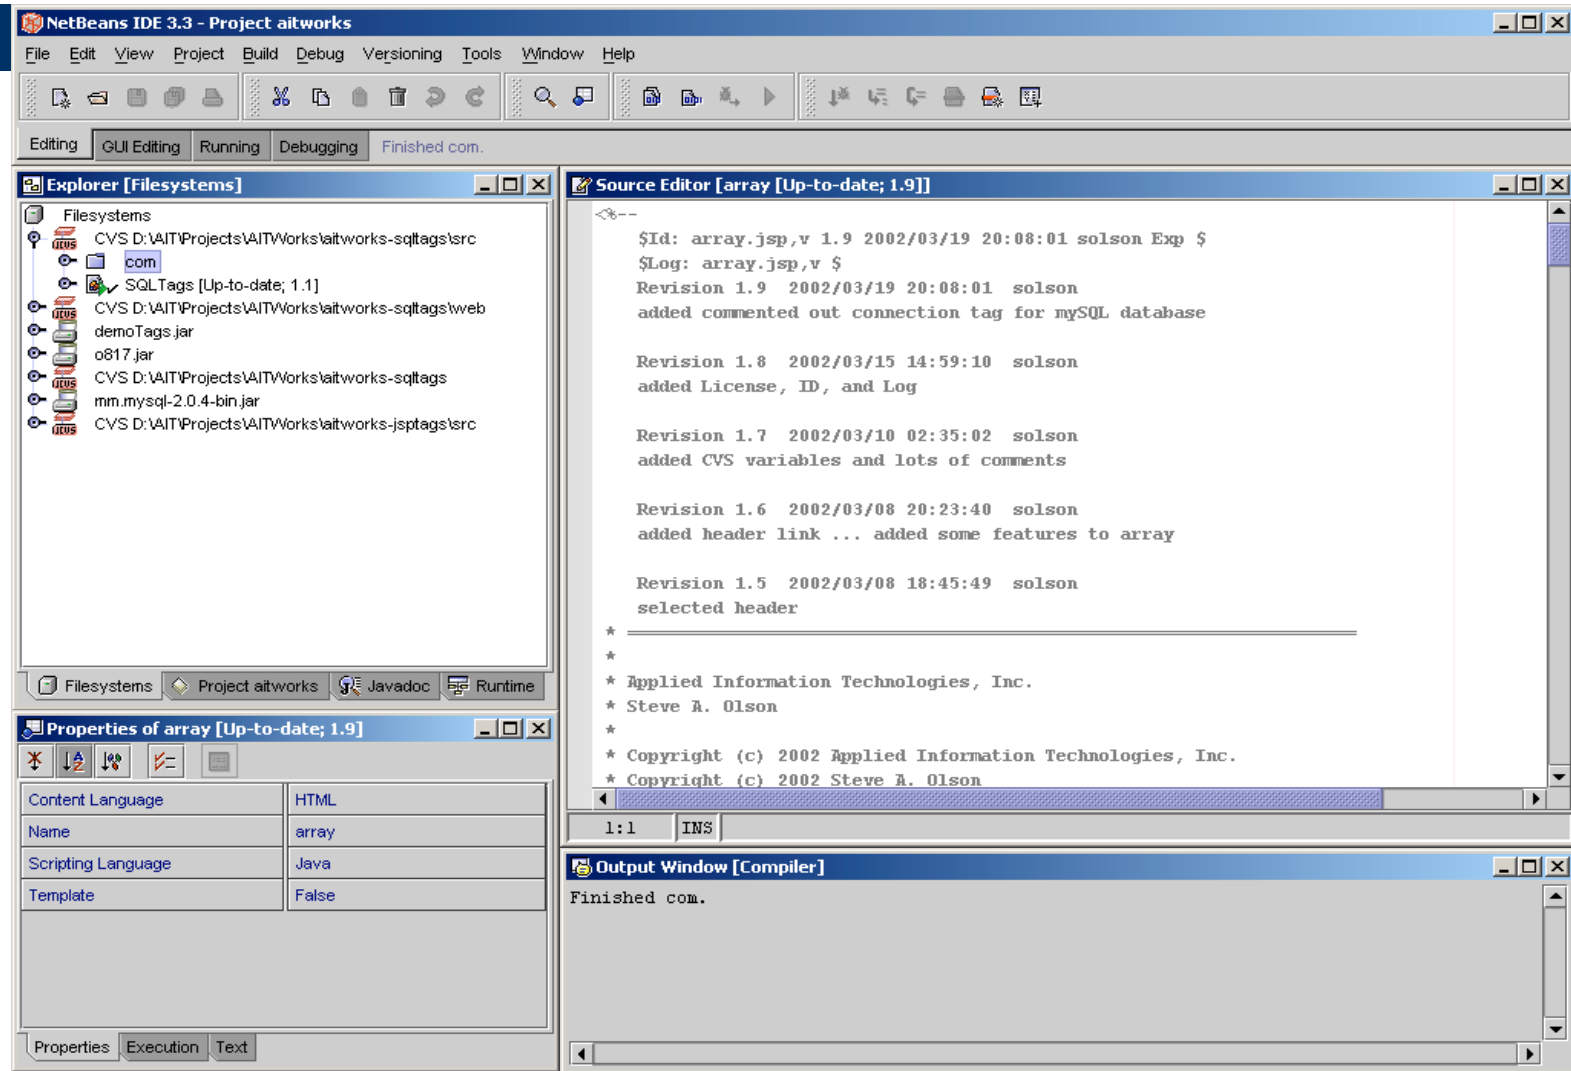 NetBeans IDE 3.3 - Project aitworks
File Edit View Project Build Debug Versioning Tools Window Help
Editing GUI Editing Running Debugging Finished com.
Explorer [Filesystems]
Filesystems
CVS D:\AIT\Projects\AITWorks\aitworks-sqltags\src
com
SQLTags [Up-to-date; 1.1]
CVS D:\AIT\Projects\AITWorks\aitworks-sqltags\web
demoTags.jar
o817.jar
CVS D:\AIT\Projects\AITWorks\aitworks-sqltags
mm.mysql-2.0.4-bin.jar
CVS D:\AIT\Projects\AITWorks\aitworks-jsptags\src
Filesystems Project aitworks Javadoc Runtime
Properties of array [Up-to-date; 1.9]
Content Language HTML
Name array
Scripting Language Java
Template False
Properties Execution Text
Source Editor [array [Up-to-date; 1.9]]
<%--
$Id: array.jsp,v 1.9 2002/03/19 20:08:01 solson Exp $
$Log: array.jsp,v $
Revision 1.9 2002/03/19 20:08:01 solson
added commented out connection tag for mySQL database
Revision 1.8 2002/03/15 14:59:10 solson
added License, ID, and Log
Revision 1.7 2002/03/10 02:35:02 solson
added CVS variables and lots of comments
Revision 1.6 2002/03/08 20:23:40 solson
added header link ... added some features to array
Revision 1.5 2002/03/08 18:45:49 solson
selected header
*
*
* Applied Information Technologies, Inc.
* Steve A. Olson
*
* Copyright (c) 2002 Applied Information Technologies, Inc.
* Copyright (c) 2002 Steve A. Olson
1:1 INS
Output Window [Compiler]
Finished com.